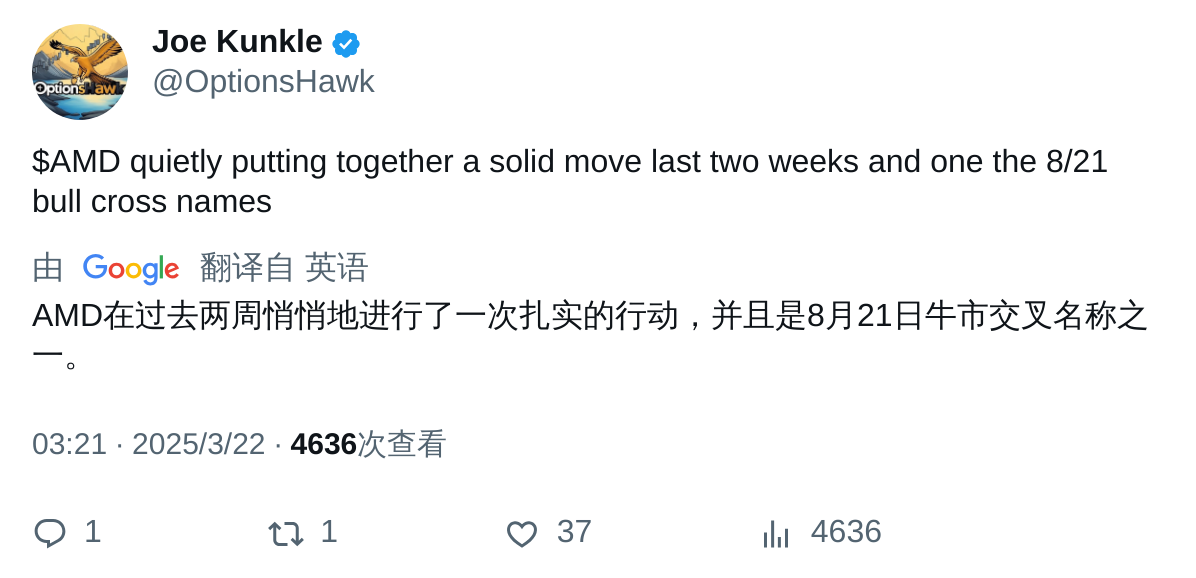 Joe Kunkle
@OptionsHawk
$AMD quietly putting together a solid move last two weeks and one the 8/21
bull cross names
由 Google 翻译自 英语
AMD在过去两周悄悄地进行了一次扎实的行动，并且是8月21日牛市交叉名称之
一。
03:21 · 2025/3/22 · 4636次查看
1 1 37 4636